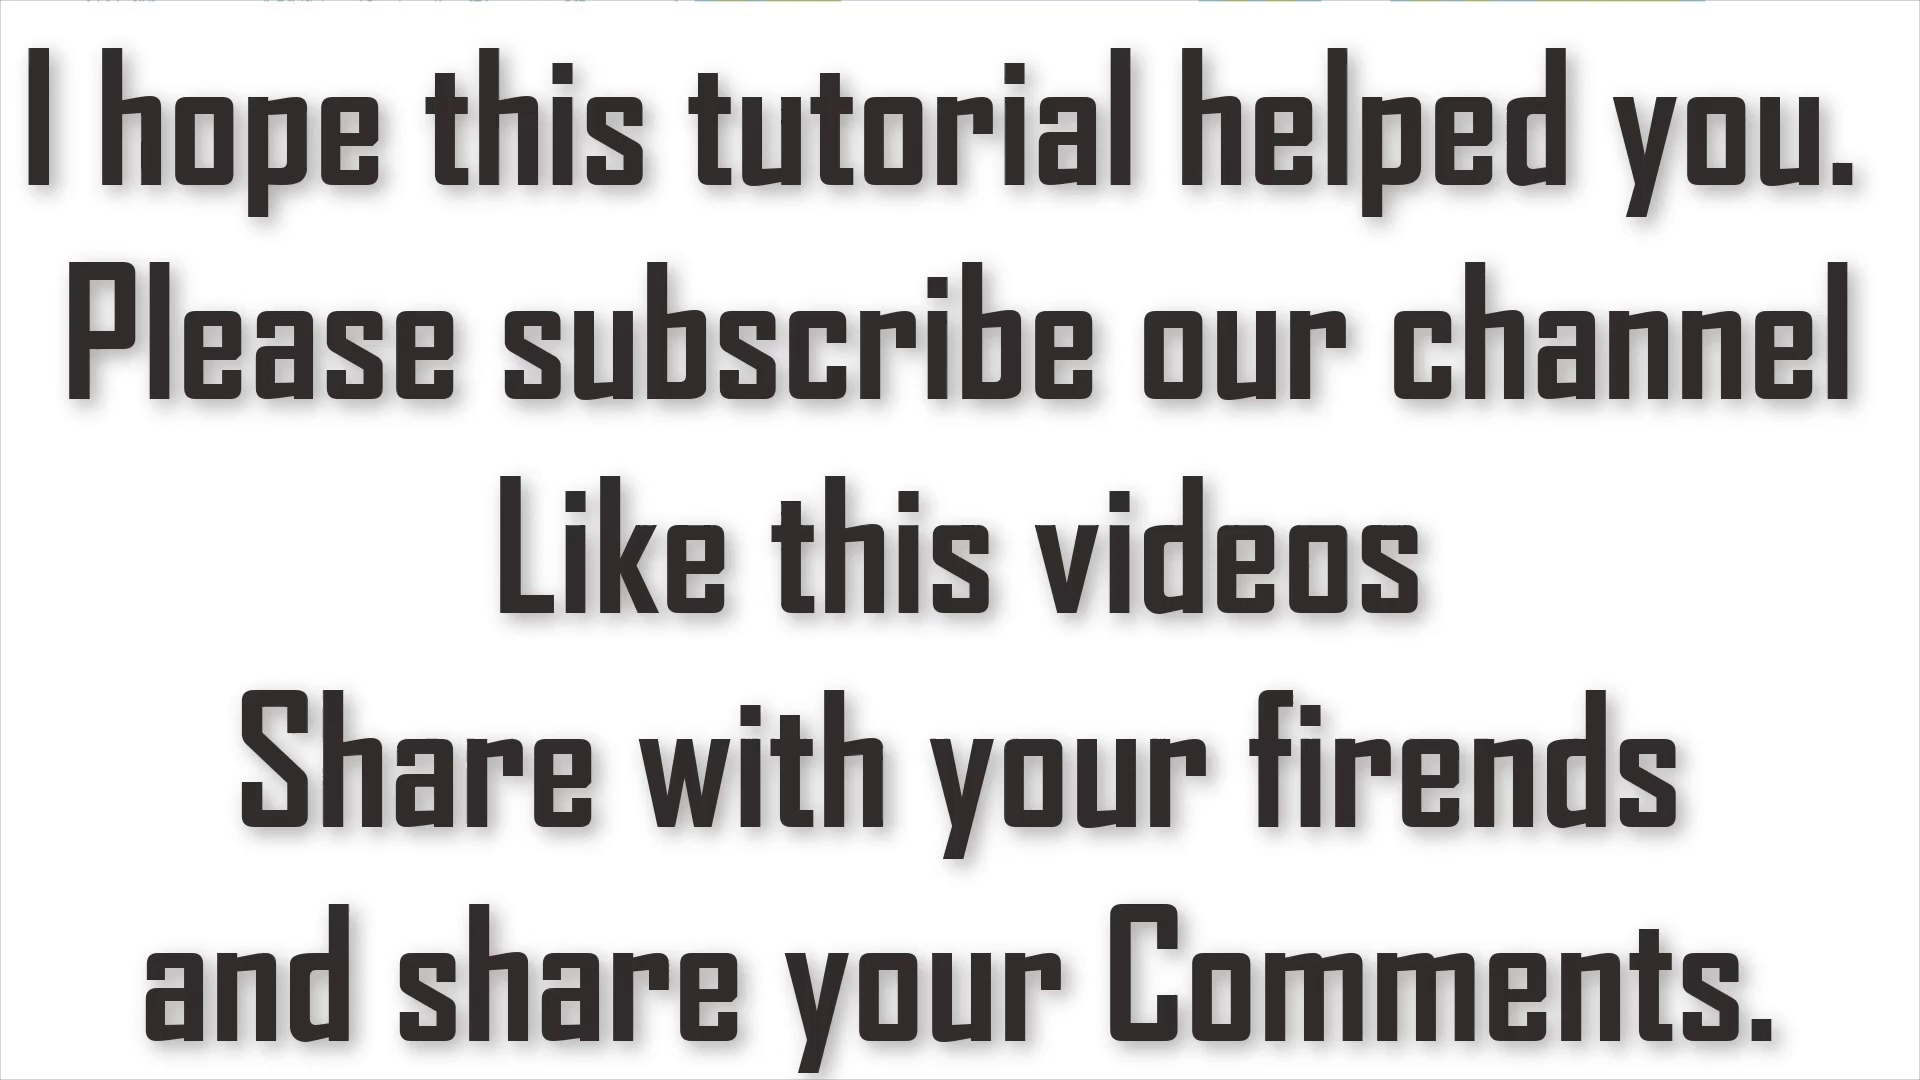 I hope this tutorial helped you.
Please subscribe our channel
Like this videos
Share with your firends
and share your Comments.